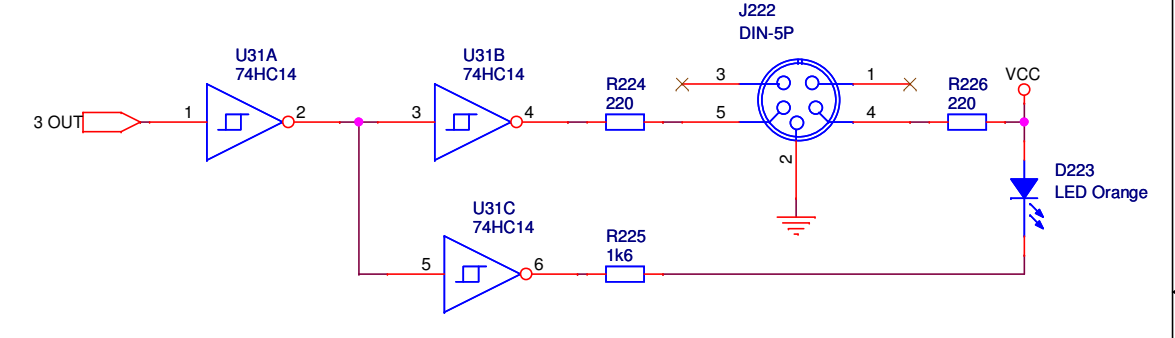 J222
DIN-5P
U31A
74HC14
U31B
74HC14
R224
220
3
1
R226
220
VCC
3 OUT
1
2
3
4
5
4
2
D223
LED Orange
U31C
74HC14
R225
1k6
5
6